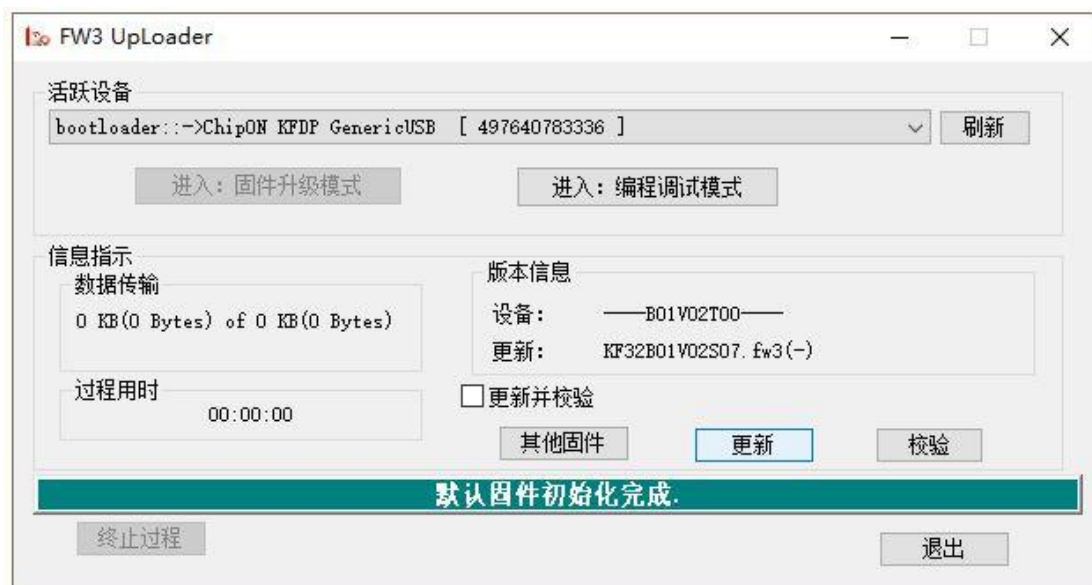 FW3 UpLoader
活跃设备
bootloader::->ChipON KFDP GenericUSB [ 497640783336 ]
刷新
进入: 固件升级模式
进入: 编程调试模式
信息指示
数据传输
0 KB(0 Bytes) of 0 KB(0 Bytes)
版本信息
设备: ——B01V02T00——
更新: KF32B01V02S07.fw3(-)
过程用时
00:00:00
更新并校验
其他固件
更新
校验
默认固件初始化完成.
终止过程
退出